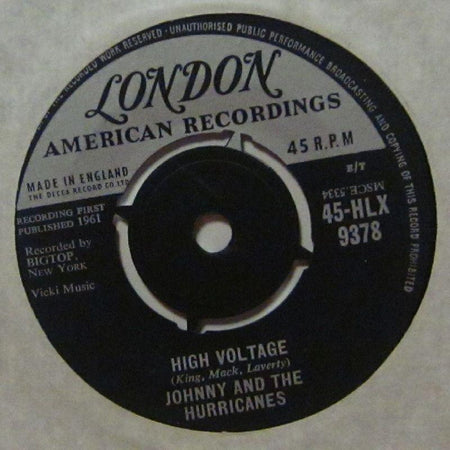 OF THE RECORDED WORK RESERVED - UNAUTHORISED PUBLIC PERFORMANCE BROADCASTING AND COPYING OF THIS RECORD PROHIBITED
LONDON
AMERICAN RECORDINGS
45 R.P.M
MADE IN ENGLAND
THE DECCA RECORD CO. LTD.
E/T
MSCE.5334
45-HLX
9378
RECORDING FIRST
PUBLISHED 1961
Recorded by
BIGTOP,
NEW YORK
Vicki Music
HIGH VOLTAGE
(King, Mack, Laverty)
JOHNNY AND THE
HURRICANES